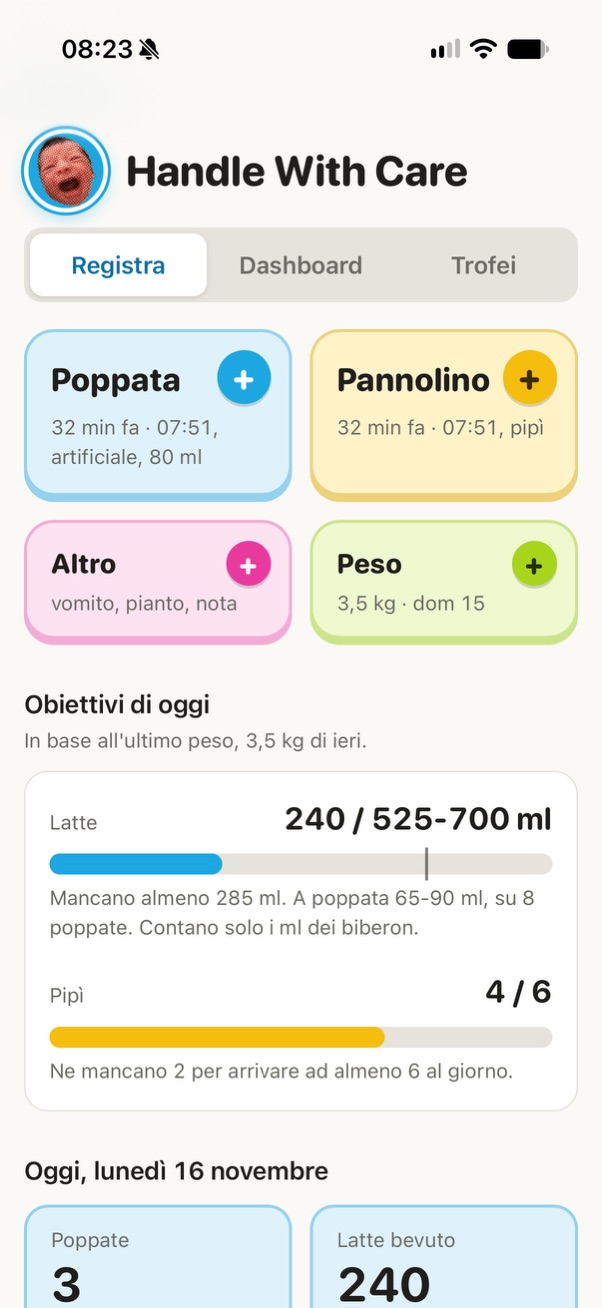 08:23
Handle With Care
Registra Dashboard Trofei
Poppata +
32 min fa · 07:51,
artificiale, 80 ml
Pannolino +
32 min fa · 07:51, pipì
Altro +
vomito, pianto, nota
Peso +
3,5 kg · dom 15
Obiettivi di oggi
In base all'ultimo peso, 3,5 kg di ieri.
Latte 240 / 525-700 ml
Mancano almeno 285 ml. A poppata 65-90 ml, su 8
poppate. Contano solo i ml dei biberon.
Pipì 4 / 6
Ne mancano 2 per arrivare ad almeno 6 al giorno.
Oggi, lunedì 16 novembre
Poppate
3
Latte bevuto
240